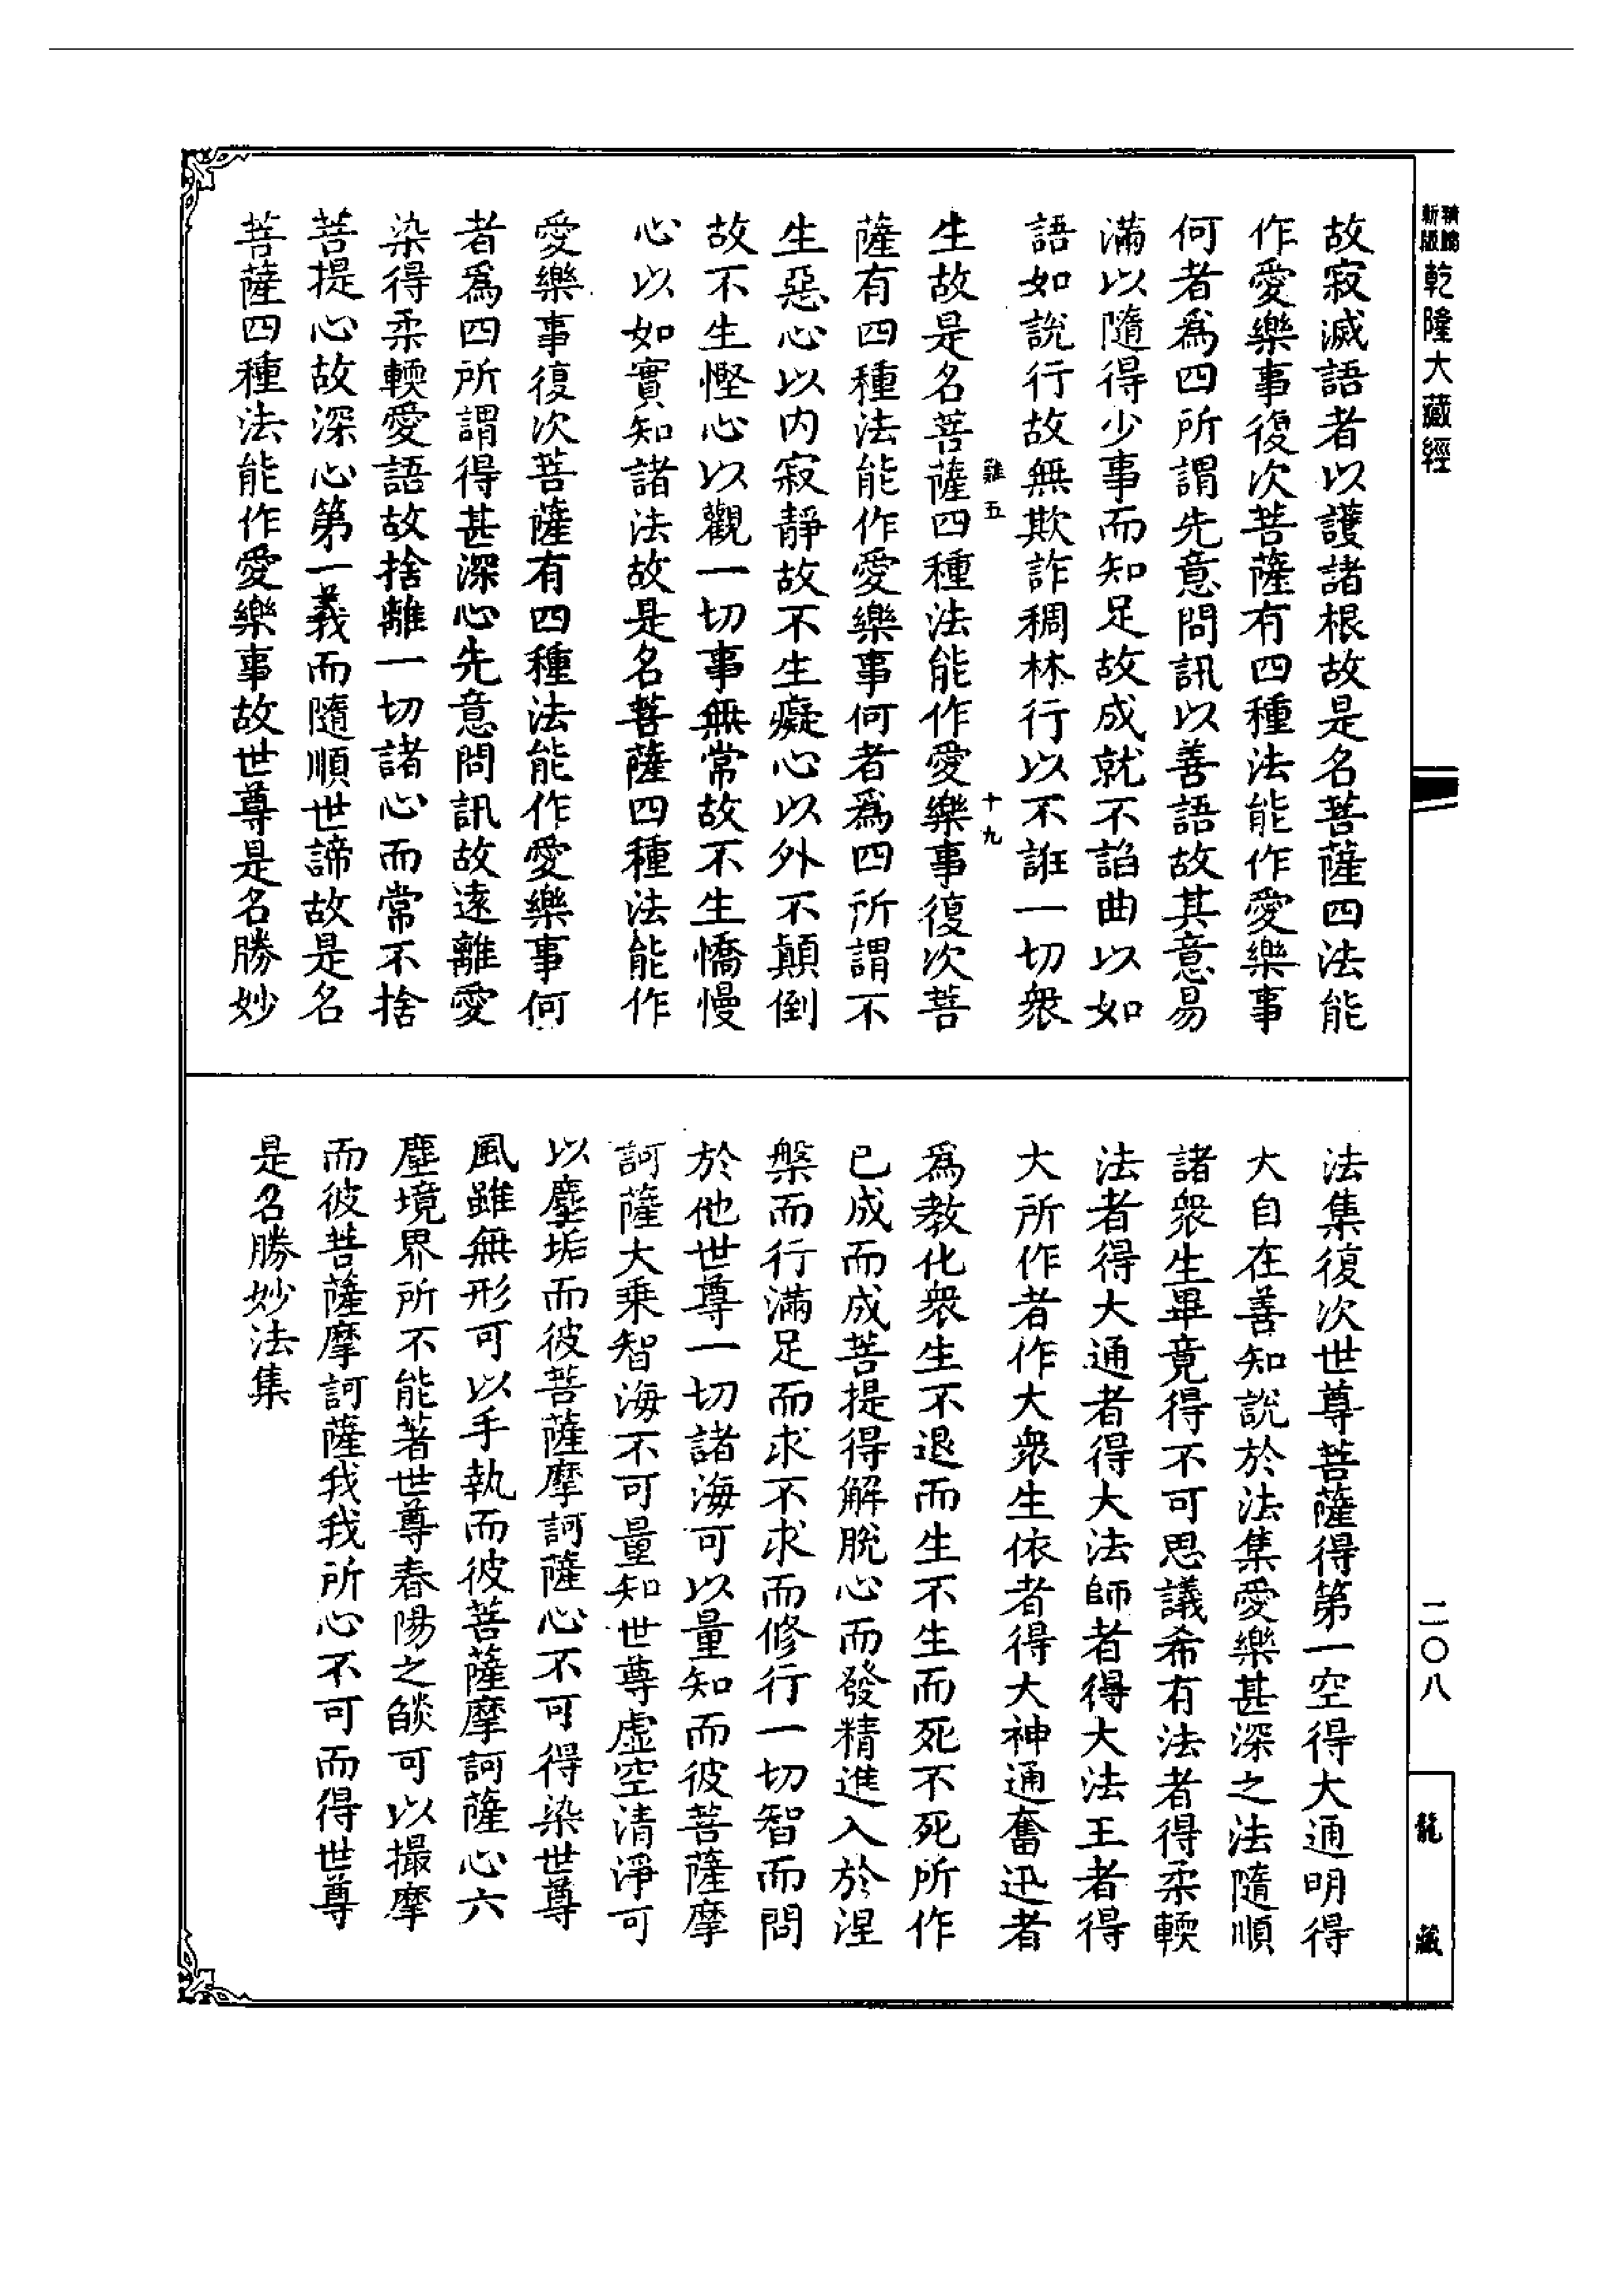 新版
乾隆大藏經
故寂滅語者以護諸根故是名菩薩四法能
作愛樂事復次菩薩有四種法能作愛樂事
何者爲四所謂先意問訊以善語故其意易
滿以隨得少事而知足故成就不諂曲以如
語如說行故無欺詐稠林行以不誑一切衆
雞五
十九
生故是名菩薩四種法能作愛樂事復次菩
薩有四種法能作愛樂事何者爲四所謂不
生惡心以内寂靜故不生癡心以外不顛倒
故不生慳心以觀一切事無常故不生憍慢
心以如實知諸法故是名菩薩四種法能作
愛樂事復次菩薩有四種法能作愛樂事何
者爲四所謂得甚深心先意問訊故遠離愛
染得柔輭愛語故捨離一切諸心而常不捨
菩提心故深心第一義而隨順世諦故是名
菩薩四種法能作愛樂事故世尊是名勝妙
法集復次世尊菩薩得第一空得大通明得
大自在善知說於法集愛樂甚深之法隨順
諸衆生畢竟得不可思議希有法者得柔輭
法者得大通者得大法師者得大法王者得
大所作者作大衆生依者得大神通奮迅者
爲教化衆生不退而生不生而死不死所作
已成而成菩提得解脫心而發精進入於涅
槃而行滿足而求不求而修行一切智而問
於他世尊一切諸海可以量知而彼菩薩摩
訶薩大乘智海不可量知世尊虛空清淨可
以塵垢而彼菩薩摩訶薩心不可得染世尊
風雖無形可以手執而彼菩薩摩訶薩心六
塵境界所不能著世尊春陽之燄可以撮摩
而彼菩薩摩訶薩我我所心不可而得世尊
是名勝妙法集
二〇八
龍藏